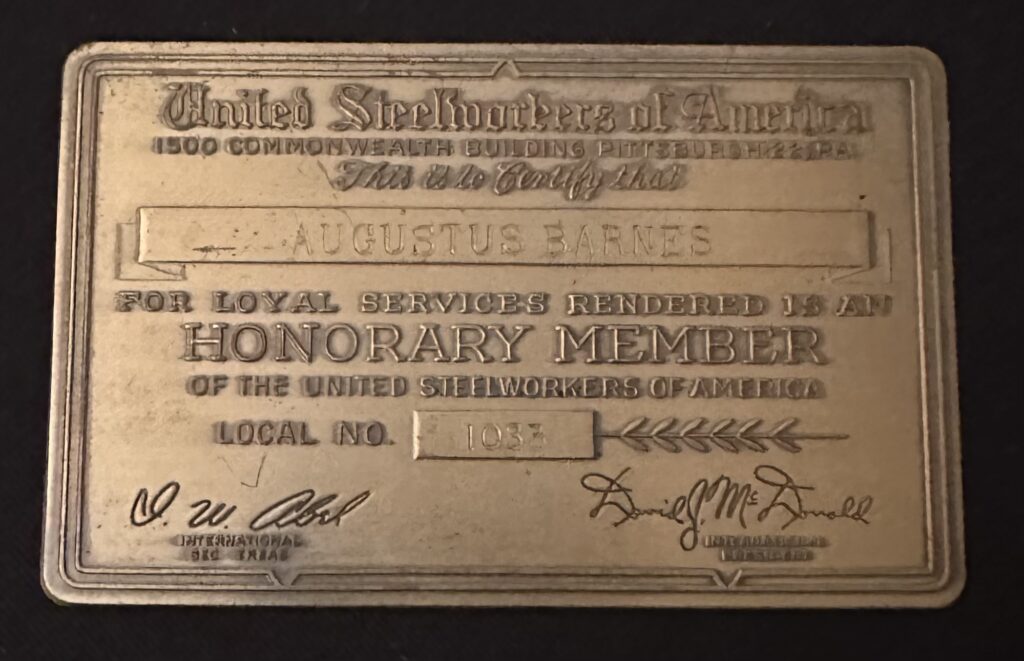 United Steelworkers of America
1500 COMMONWEALTH BUILDING PITTSBURGH 22, PA.
This is to Certify that
AUGUSTUS BARNES
FOR LOYAL SERVICES RENDERED IS AN
HONORARY MEMBER
OF THE UNITED STEELWORKERS OF AMERICA
LOCAL NO. 1033
I. W. Abel
David J. McDonald
INTERNATIONAL
SEC TREAS
INTERNATIONAL
PRESIDENT